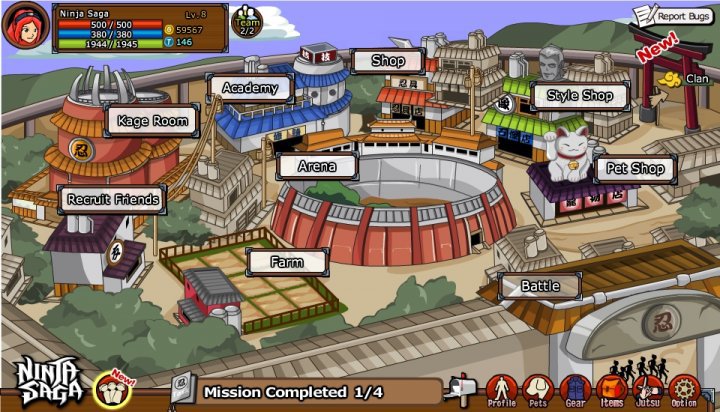 Ninja Saga
Lv.8
500 / 500
380 / 380
1944 / 1945
59567
146
Team
2/2
Report Bugs
New!
Clan
Shop
Academy
Style Shop
Kage Room
Arena
Pet Shop
Recruit Friends
忍
Farm
Battle
忍
NINJA
SAGA
New!
Mission Completed 1/4
Profile
Pets
Gear
Items
Jutsu
Option